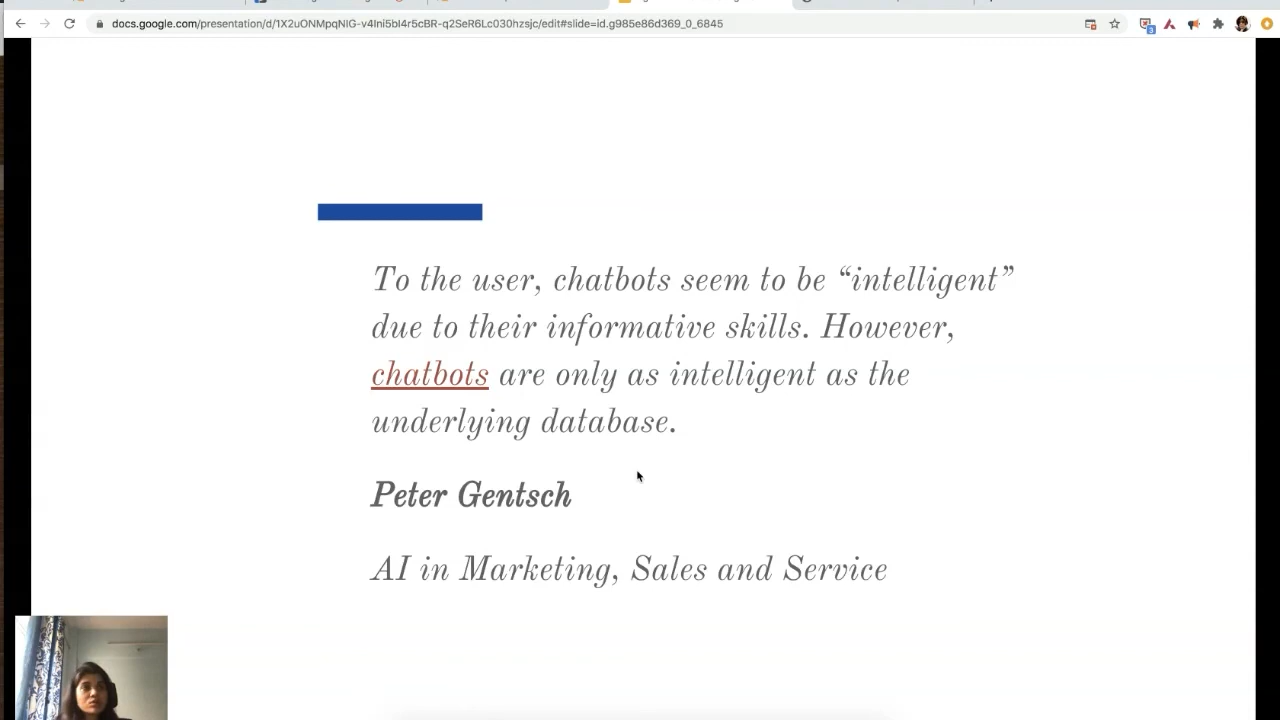 docs.google.com/presentation/d/1X2uONMpqNIG-v4Ini5bI4r5cBR-q2SeR6Lc030hzsjc/edit#slide=id.g985e86d369_0_6845
3
To the user, chatbots seem to be “intelligent”
due to their informative skills. However,
chatbots are only as intelligent as the
underlying database.
Peter Gentsch
AI in Marketing, Sales and Service